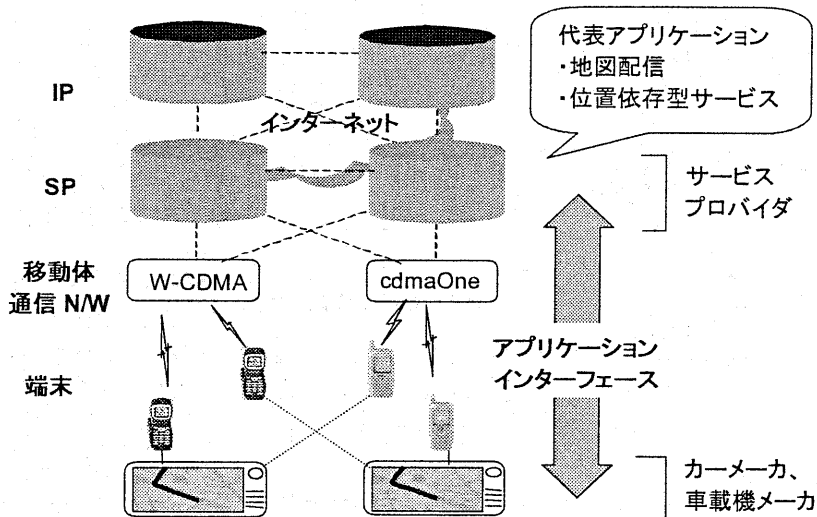 代表アプリケーション
・地図配信
・位置依存型サービス
IP
インターネット
SP
サービス
プロバイダ
移動体
通信 N/W
W-CDMA
cdmaOne
アプリケーション
インターフェース
端末
カーメーカ、
車載機メーカ